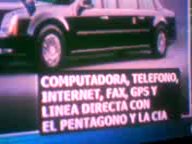 COMPUTADORA, TELEFONO,
INTERNET, FAX, GPS Y
LINEA DIRECTA CON
EL PENTAGONO Y LA CIA